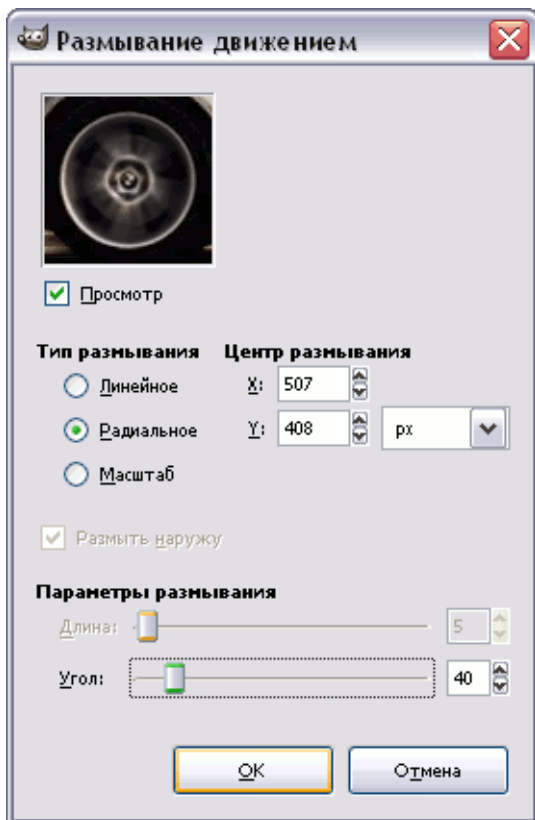 Размывание движением
Просмотр
Тип размывания Центр размывания
Линейное X: 507
Радиальное Y: 408 px
Масштаб
Размыть наружу
Параметры размывания
Длина: 5
Угол: 40
OK Отмена